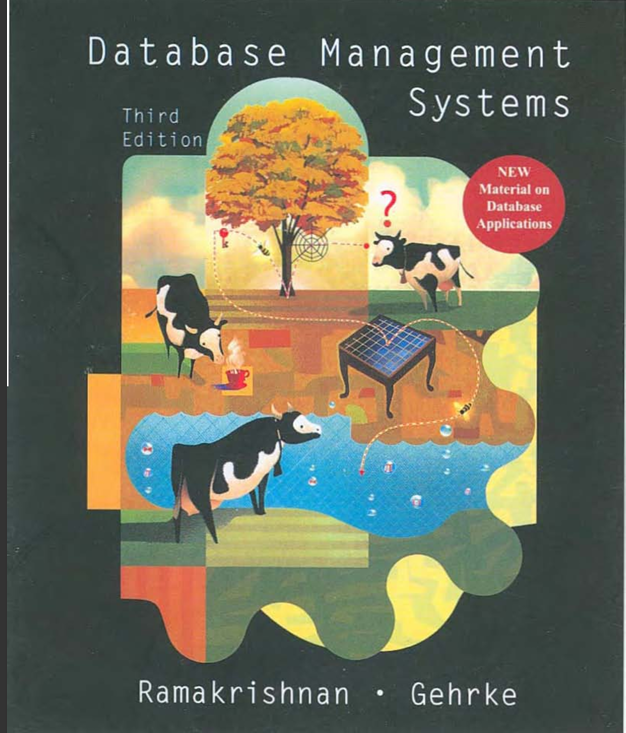 Database Management
Systems
Third
Edition
NEW
Material on
Database
Applications
?
Ramakrishnan · Gehrke